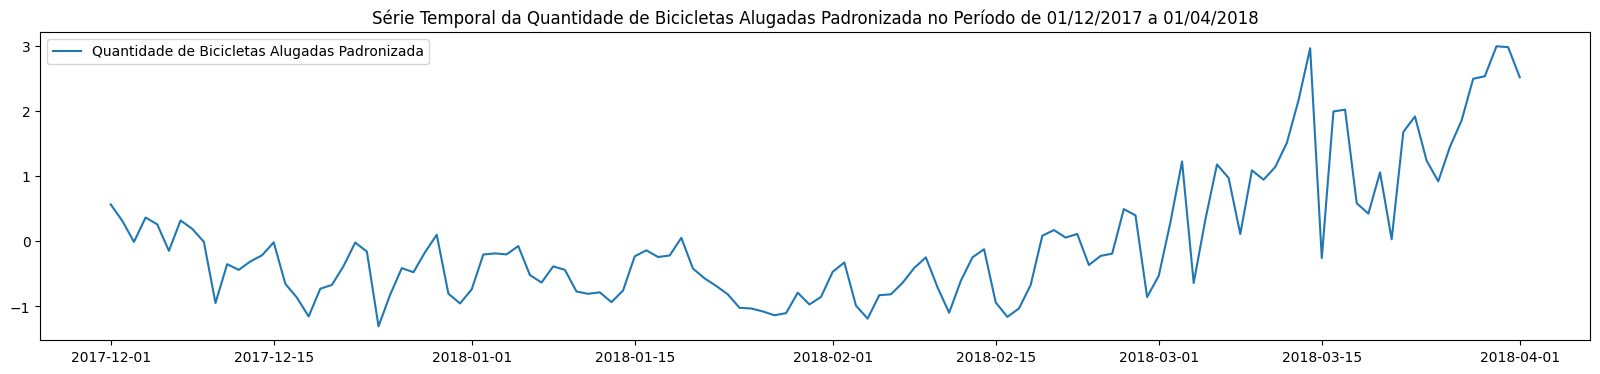 Série Temporal da Quantidade de Bicicletas Alugadas Padronizada no Período de 01/12/2017 a 01/04/2018
Quantidade de Bicicletas Alugadas Padronizada
3
2
1
0
−1
2017-12-01 2017-12-15 2018-01-01 2018-01-15 2018-02-01 2018-02-15 2018-03-01 2018-03-15 2018-04-01